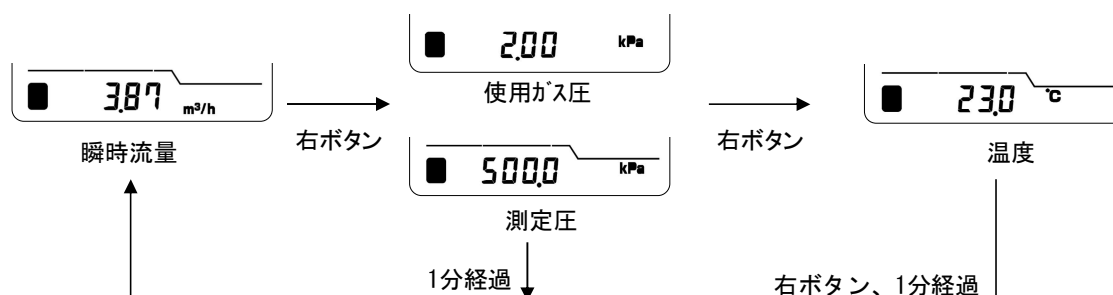 2.00 kPa
使用ｶﾞｽ圧
3.87 m³/h
瞬時流量
右ボタン
500.0 kPa
測定圧
右ボタン
23.0 ℃
温度
1分経過
右ボタン、1分経過